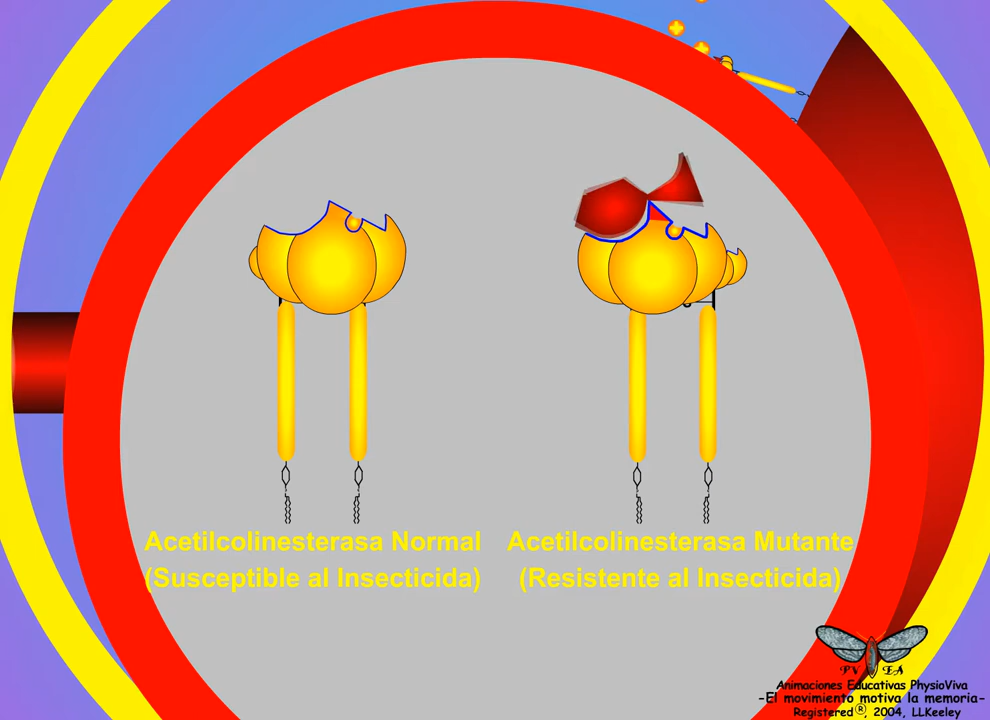 Acetilcolinesterasa Normal
(Susceptible al Insecticida)
Acetilcolinesterasa Mutante
(Resistente al Insecticida)
PV EA
Animaciones Educativas PhysioViva
-El movimiento motiva la memoria-
Registered ®, 2004, LLKeeley